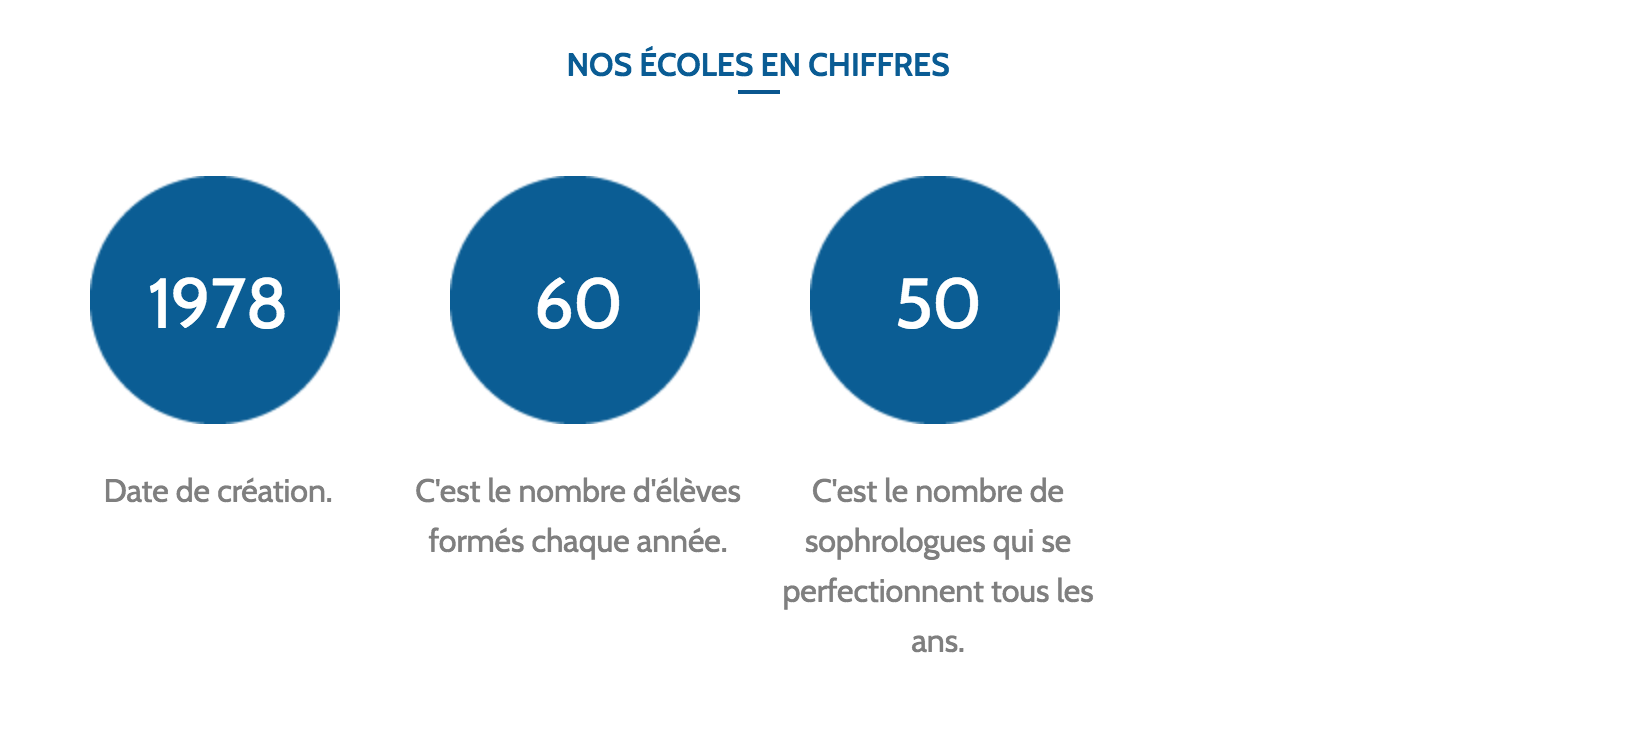 NOS ÉCOLES EN CHIFFRES
1978
60
50
Date de création.
C'est le nombre d'élèves
formés chaque année.
C'est le nombre de
sophrologues qui se
perfectionnent tous les
ans.